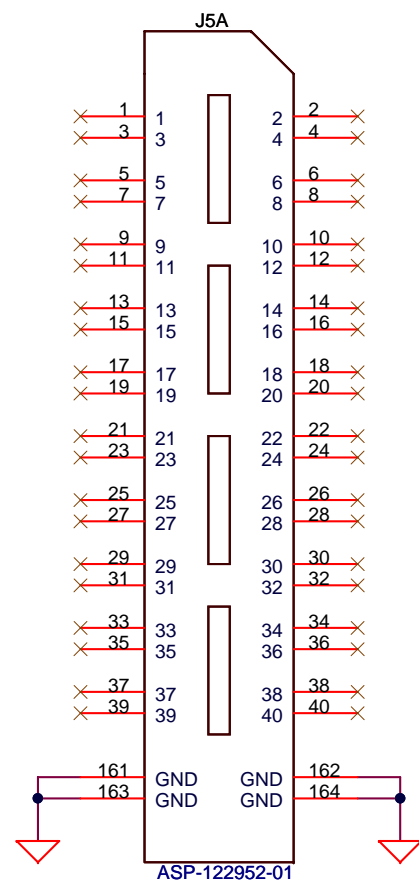 J5A
1 1 2 2
3 3 4 4
5 5 6 6
7 7 8 8
9 9 10 10
11 11 12 12
13 13 14 14
15 15 16 16
17 17 18 18
19 19 20 20
21 21 22 22
23 23 24 24
25 25 26 26
27 27 28 28
29 29 30 30
31 31 32 32
33 33 34 34
35 35 36 36
37 37 38 38
39 39 40 40
161 GND GND 162
163 GND GND 164
ASP-122952-01